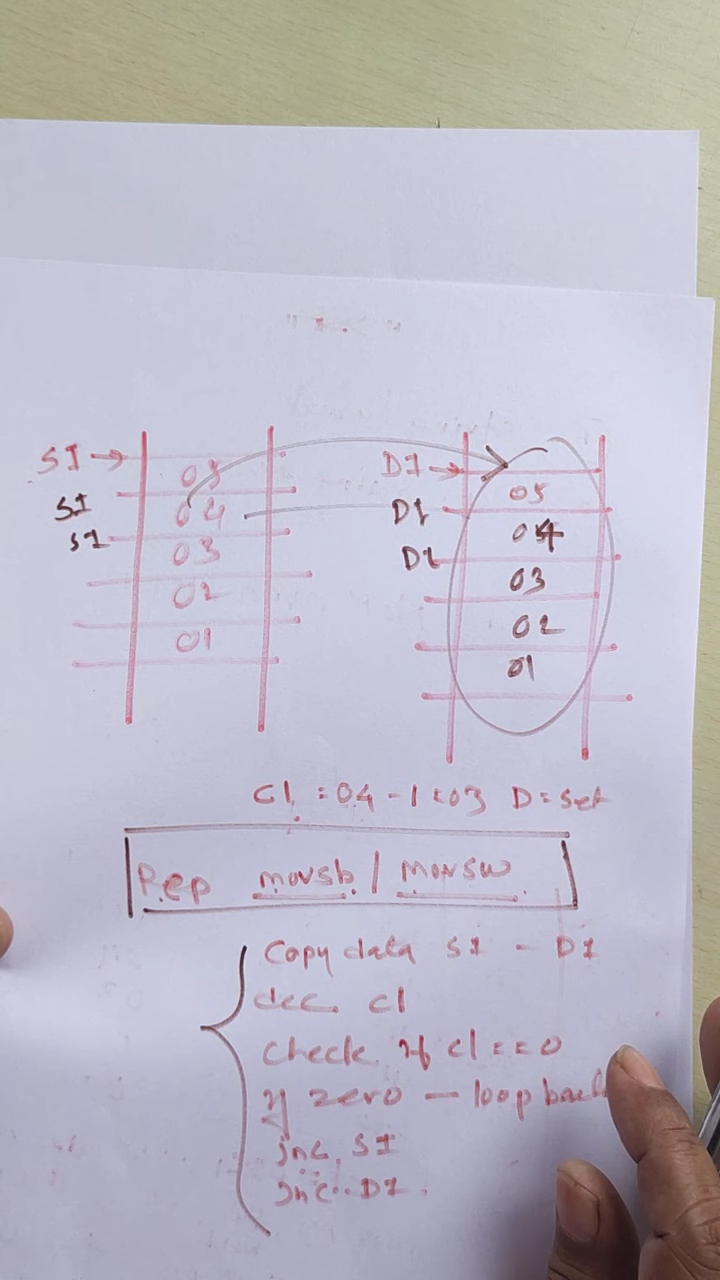 SI →
05
SI
04
SI
03
02
01
DI →
05
DI
04
DI
03
02
01
CL = 04 - 1 = 03 D = set
Rep movsb / movsw
Copy data SI - DI
dec cl
check if cl == 0
if zero - loop back
inc SI
inc DI.